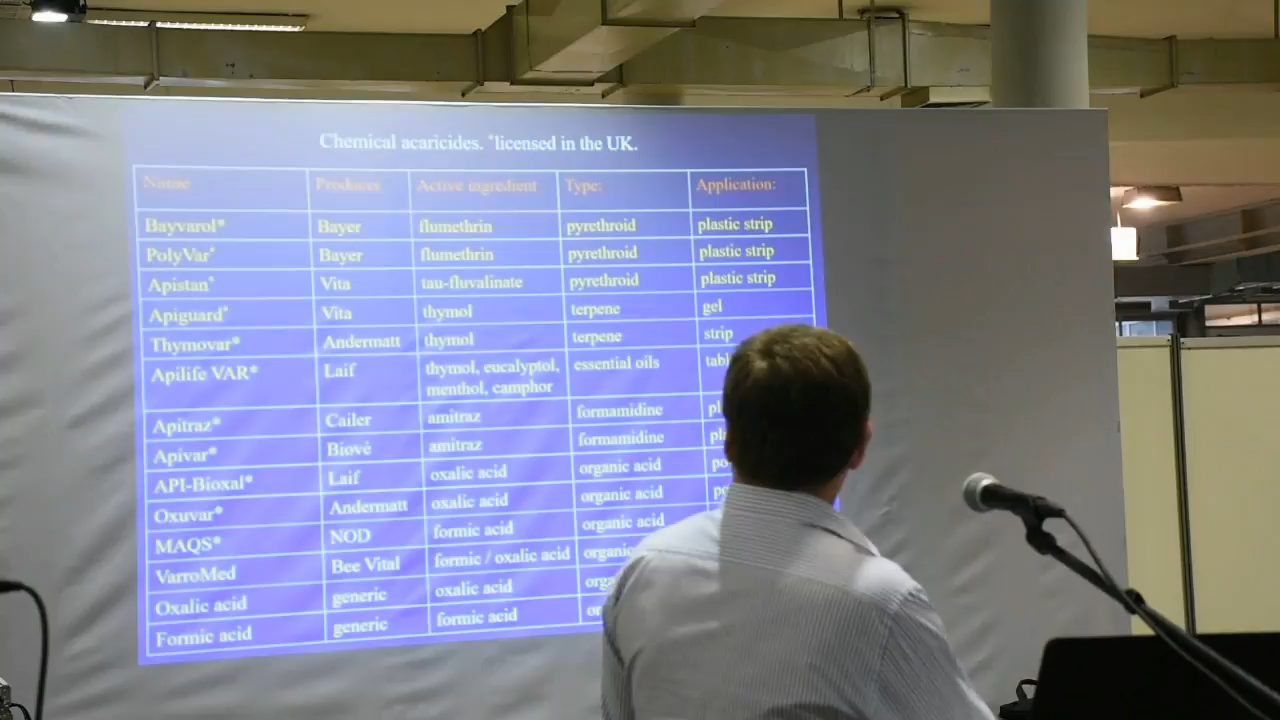 Chemical acaricides. *licensed in the UK.
Name Producer Active ingredient Type: Application:
Bayvarol* Bayer flumethrin pyrethroid plastic strip
PolyVar* Bayer flumethrin pyrethroid plastic strip
Apistan* Vita tau-fluvalinate pyrethroid plastic strip
Apiguard* Vita thymol terpene gel
Thymovar* Andermatt thymol terpene strip
Apilife VAR* Laif thymol, eucalyptol, essential oils
menthol, camphor
Apitraz* Cailer amitraz formamidine
Apivar* Biové amitraz formamidine
API-Bioxal* Laif oxalic acid organic acid
Oxuvar* Andermatt oxalic acid organic acid
MAQS* NOD formic acid organic acid
VarroMed Bee Vital formic / oxalic acid organic
Oxalic acid generic oxalic acid
Formic acid generic formic acid